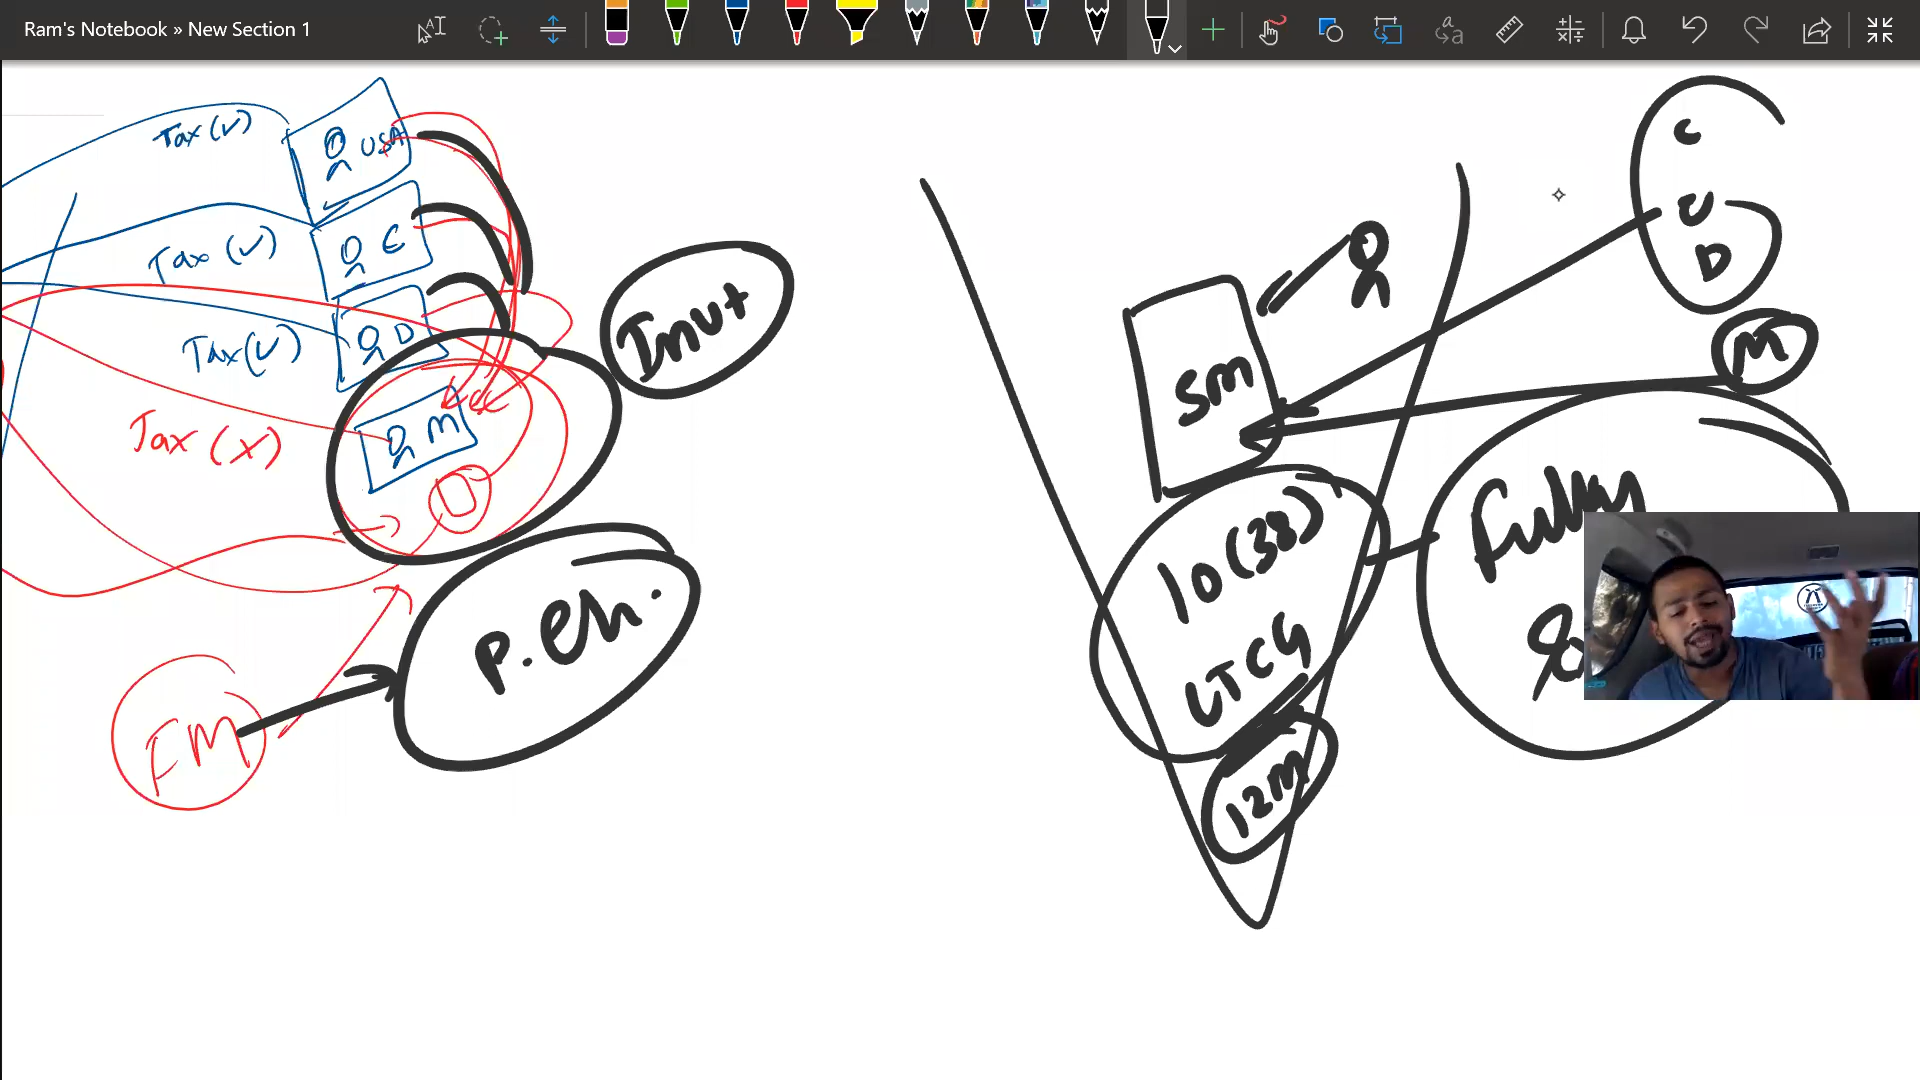 Ram's Notebook » New Section 1
Tax (✓)
USA
Tax (✓)
C
Tax (✓)
D
Tax (X)
M
D
Invt
P. Eh.
FM
SM
10(38)
LTCG
12M
C
U
D
M
Fully